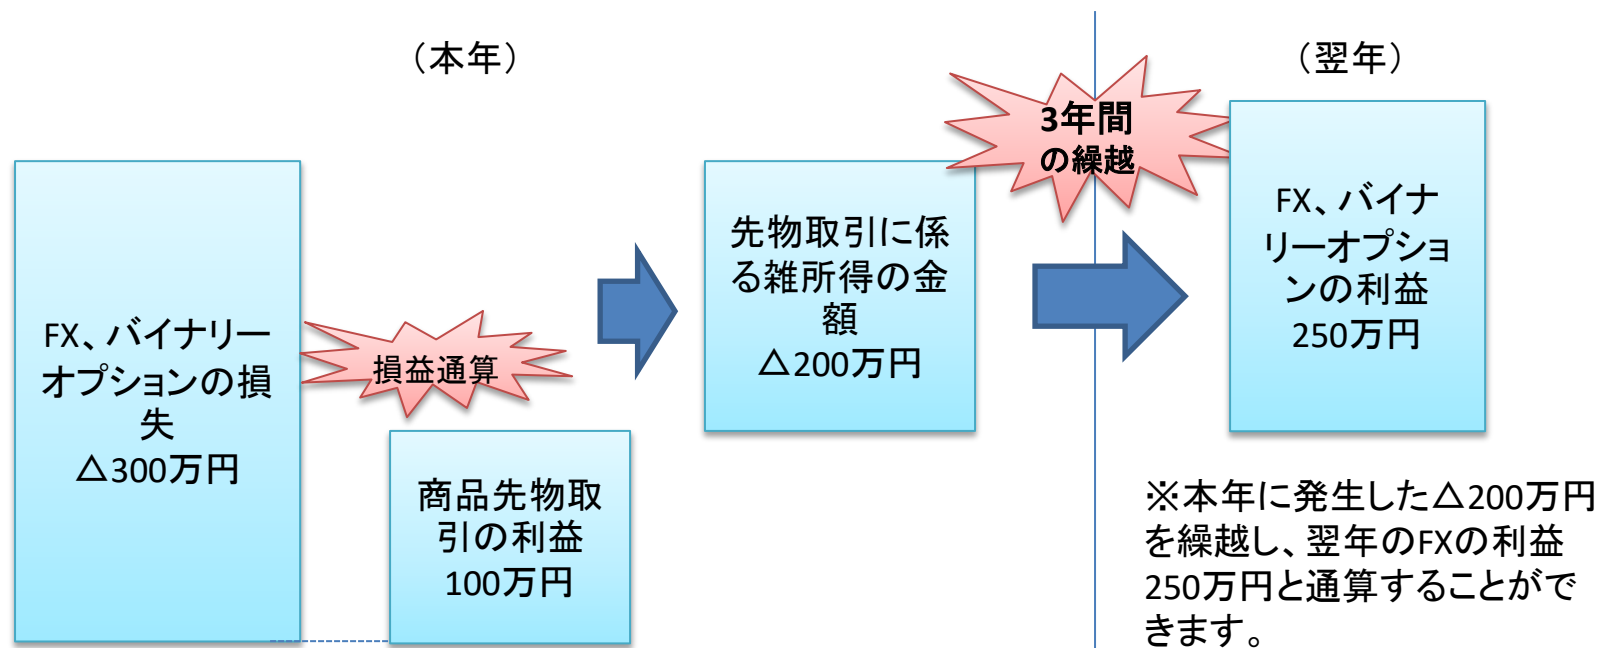 （本年）
FX、バイナリー
オプションの損
失
△300万円
損益通算
商品先物取
引の利益
100万円
先物取引に係
る雑所得の金
額
△200万円
3年間
の繰越
（翌年）
FX、バイナ
リーオプショ
ンの利益
250万円
※本年に発生した△200万円
を繰越し、翌年のFXの利益
250万円と通算することがで
きます。